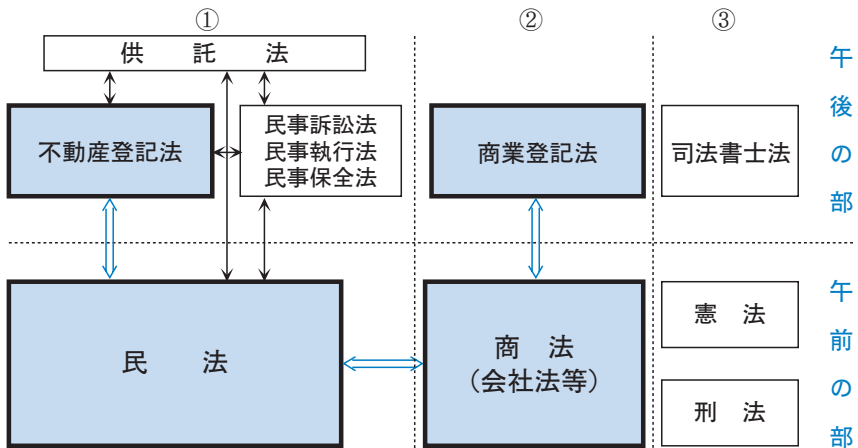 ① ② ③
供託法
不動産登記法
民事訴訟法
民事執行法
民事保全法
商業登記法
司法書士法
午後の部
民法
商法
(会社法等)
憲法
刑法
午前の部